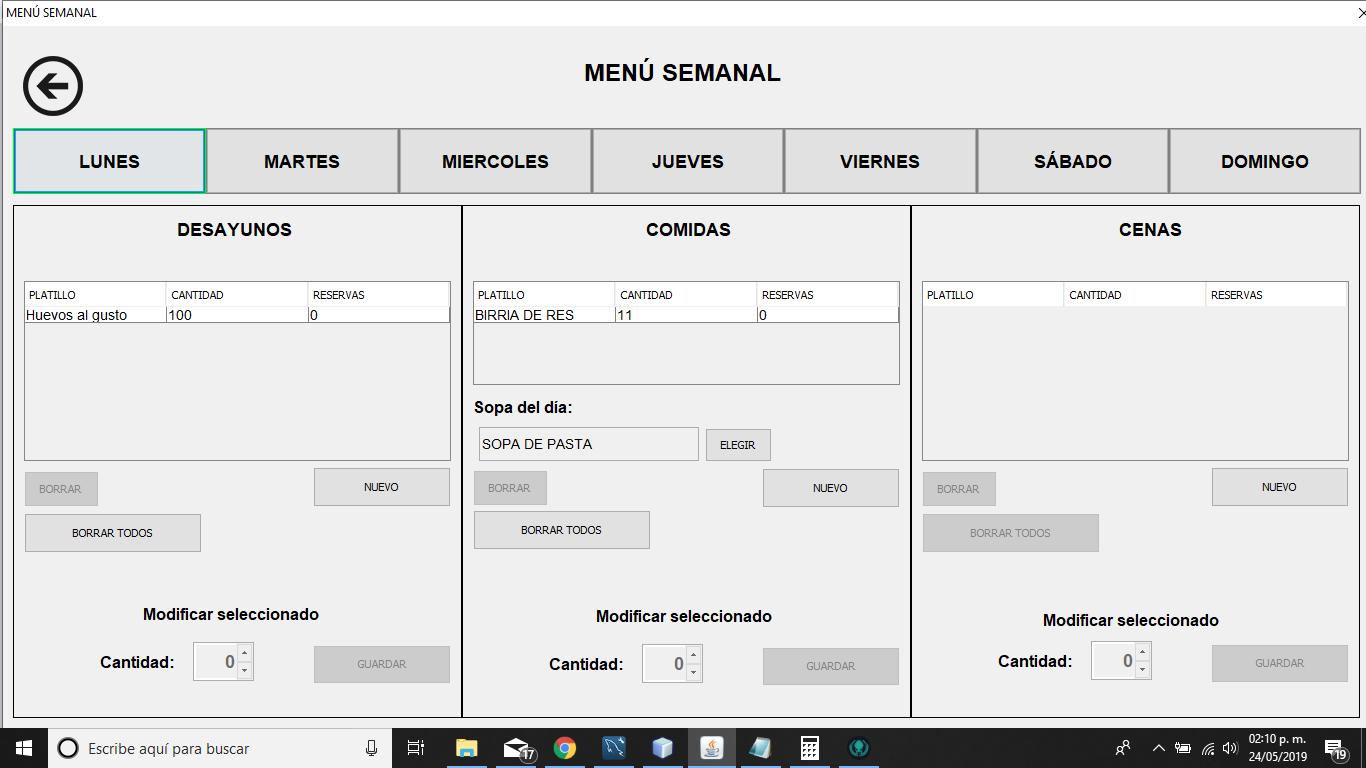 MENÚ SEMANAL
MENÚ SEMANAL
LUNES MARTES MIERCOLES JUEVES VIERNES SÁBADO DOMINGO
DESAYUNOS
PLATILLO CANTIDAD RESERVAS
Huevos al gusto 100 0
BORRAR NUEVO
BORRAR TODOS
Modificar seleccionado
Cantidad: 0 GUARDAR
COMIDAS
PLATILLO CANTIDAD RESERVAS
BIRRIA DE RES 11 0
Sopa del día:
SOPA DE PASTA ELEGIR
BORRAR NUEVO
BORRAR TODOS
Modificar seleccionado
Cantidad: 0 GUARDAR
CENAS
PLATILLO CANTIDAD RESERVAS
BORRAR NUEVO
BORRAR TODOS
Modificar seleccionado
Cantidad: 0 GUARDAR
Escribe aquí para buscar
17
02:10 p. m.
24/05/2019
19